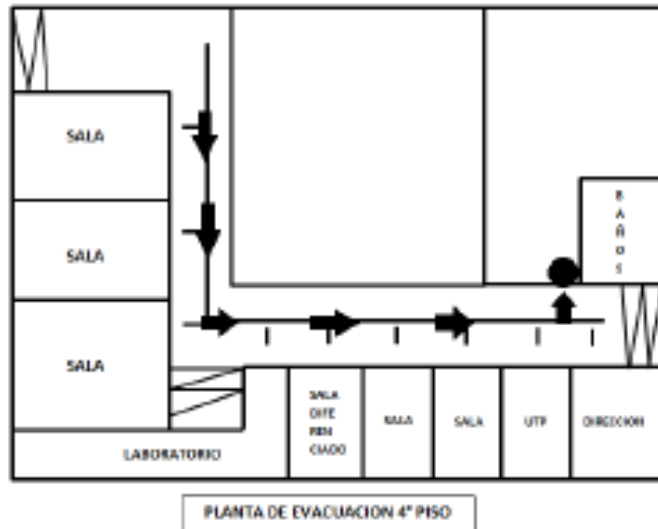 SALA
SALA
SALA
LABORATORIO
SALA
DIFE
REN
CIADO
SALA
SALA
UTP
DIRECCION
B
A
Ñ
O
S
PLANTA DE EVACUACION 4° PISO